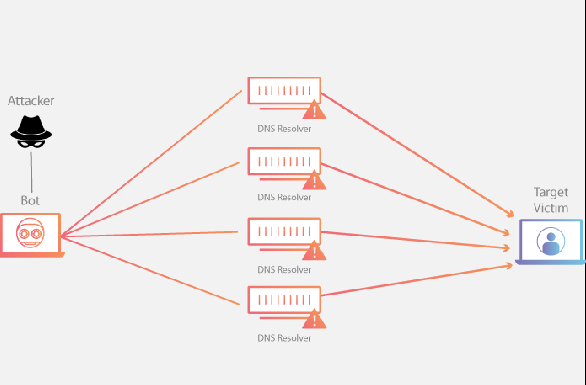 Attacker
Bot
DNS Resolver
DNS Resolver
DNS Resolver
DNS Resolver
Target
Victim